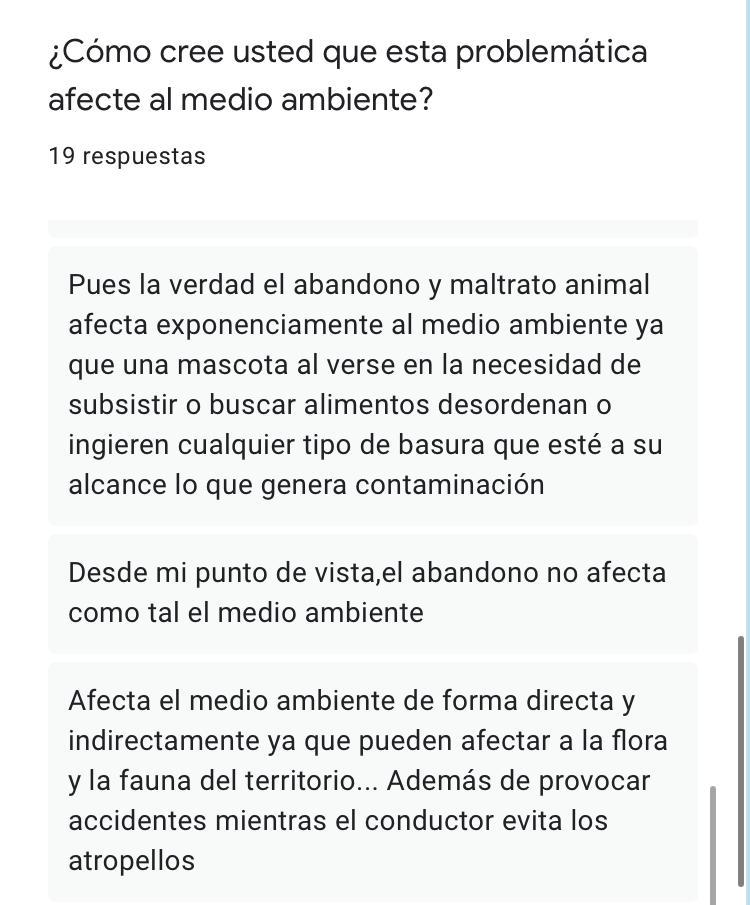 ¿Cómo cree usted que esta problemática
afecte al medio ambiente?
19 respuestas
Pues la verdad el abandono y maltrato animal
afecta exponenciamente al medio ambiente ya
que una mascota al verse en la necesidad de
subsistir o buscar alimentos desordenan o
ingieren cualquier tipo de basura que esté a su
alcance lo que genera contaminación
Desde mi punto de vista,el abandono no afecta
como tal el medio ambiente
Afecta el medio ambiente de forma directa y
indirectamente ya que pueden afectar a la flora
y la fauna del territorio... Además de provocar
accidentes mientras el conductor evita los
atropellos